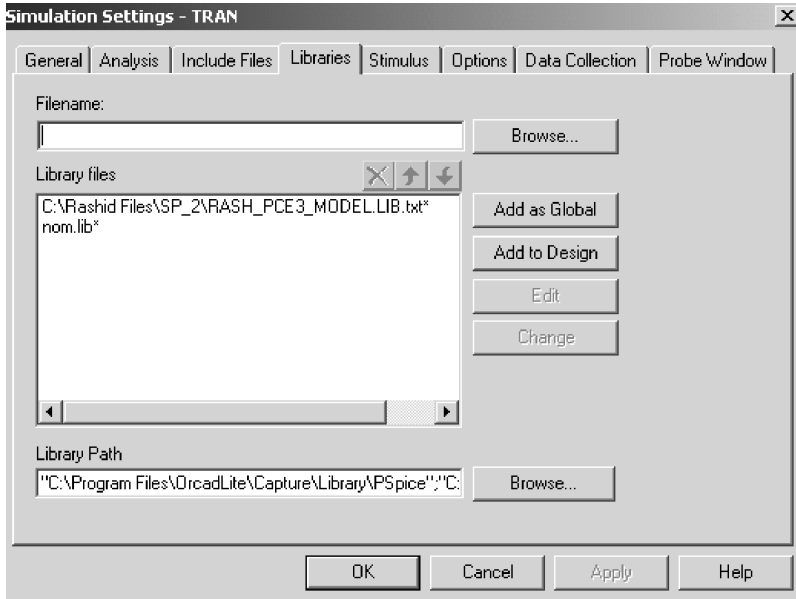 Simulation Settings - TRAN
General Analysis Include Files Libraries Stimulus Options Data Collection Probe Window
Filename:
Browse...
Library files
C:\Rashid Files\SP_2\RASH_PCE3_MODEL.LIB.txt*
nom.lib*
Add as Global
Add to Design
Edit
Change
Library Path
"C:\Program Files\OrcadLite\Capture\Library\PSpice";"C:
Browse...
OK Cancel Apply Help